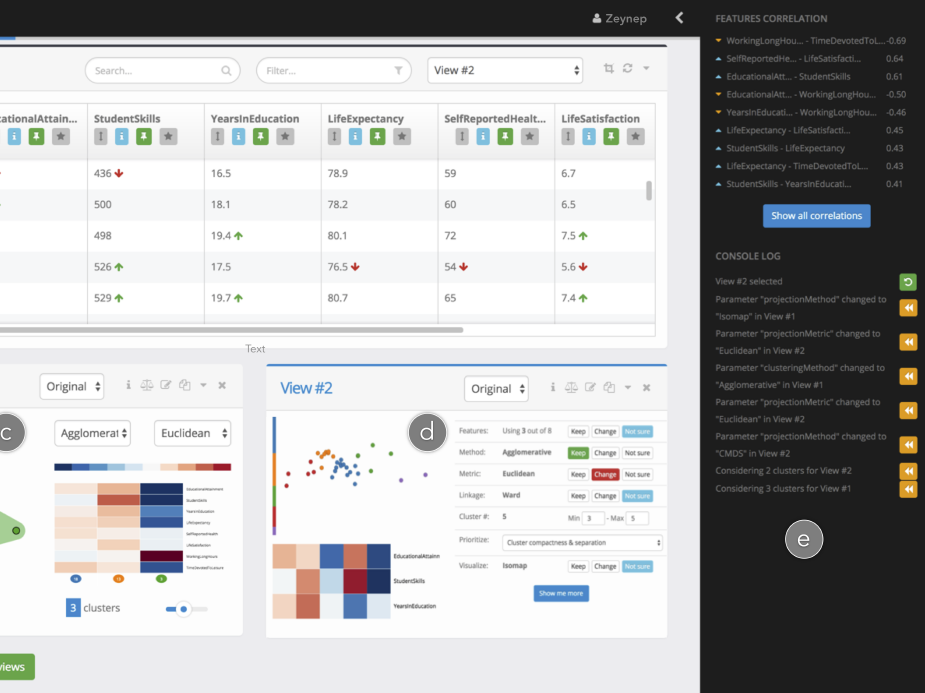 Zeynep
Search...
Filter...
View #2
cationalAttain...
StudentSkills
YearsInEducation
LifeExpectancy
SelfReportedHealt...
LifeSatisfaction
436 16.5 78.9 59 6.7
500 18.1 78.2 60 6.5
498 19.4 80.1 72 7.5
526 17.5 76.5 54 5.6
529 19.7 80.7 65 7.4
Text
Original
c
Agglomerat
Euclidean
EducationalAttainment
StudentSkills
YearsInEducation
LifeExpectancy
SelfReportedHealth
LifeSatisfaction
WorkingLongHours
TimeDevotedToLeisure
3 clusters
views
View #2
Original
d
Features: Using 3 out of 8 Keep Change Not sure
Method: Agglomerative Keep Change Not sure
Metric: Euclidean Keep Change Not sure
Linkage: Ward Keep Change Not sure
Cluster #: 5 Min 3 - Max 5
Prioritize: Cluster compactness & separation
Visualize: Isomap Keep Change Not sure
Show me more
EducationalAttainm
StudentSkills
YearsInEducation
FEATURES CORRELATION
WorkingLongHou... - TimeDevotedToL... -0.69
SelfReportedHe... - LifeSatisfacti... 0.64
EducationalAtt... - StudentSkills 0.61
EducationalAtt... - WorkingLongHou... -0.50
YearsInEducati... - WorkingLongHou... -0.46
LifeExpectancy - LifeSatisfacti... 0.45
StudentSkills - LifeExpectancy 0.43
LifeExpectancy - TimeDevotedToL... 0.43
StudentSkills - YearsInEducati... 0.41
Show all correlations
CONSOLE LOG
View #2 selected
Parameter "projectionMethod" changed to
"Isomap" in View #1
Parameter "projectionMetric" changed to
"Euclidean" in View #2
Parameter "clusteringMethod" changed to
"Agglomerative" in View #1
Parameter "projectionMetric" changed to
"Euclidean" in View #2
Parameter "projectionMethod" changed to
"CMDS" in View #2
Considering 2 clusters for View #2
Considering 3 clusters for View #1
e